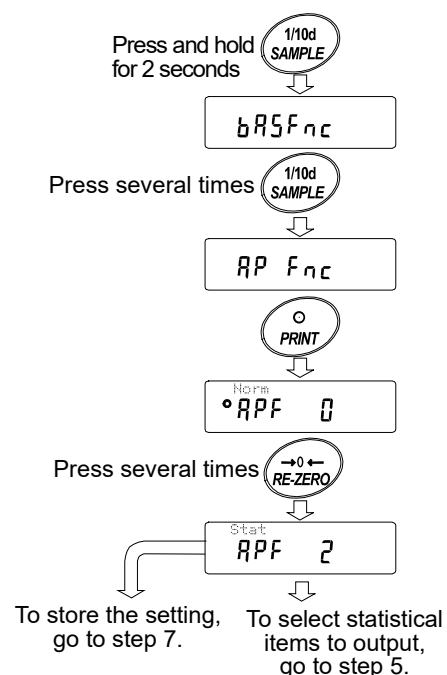 Press and hold
for 2 seconds
1/10d
SAMPLE
bASFnc
Press several times
1/10d
SAMPLE
AP Fnc
PRINT
Norm
APF 0
Press several times
→0←
RE-ZERO
Stat
APF 2
To store the setting,
go to step 7.
To select statistical
items to output,
go to step 5.